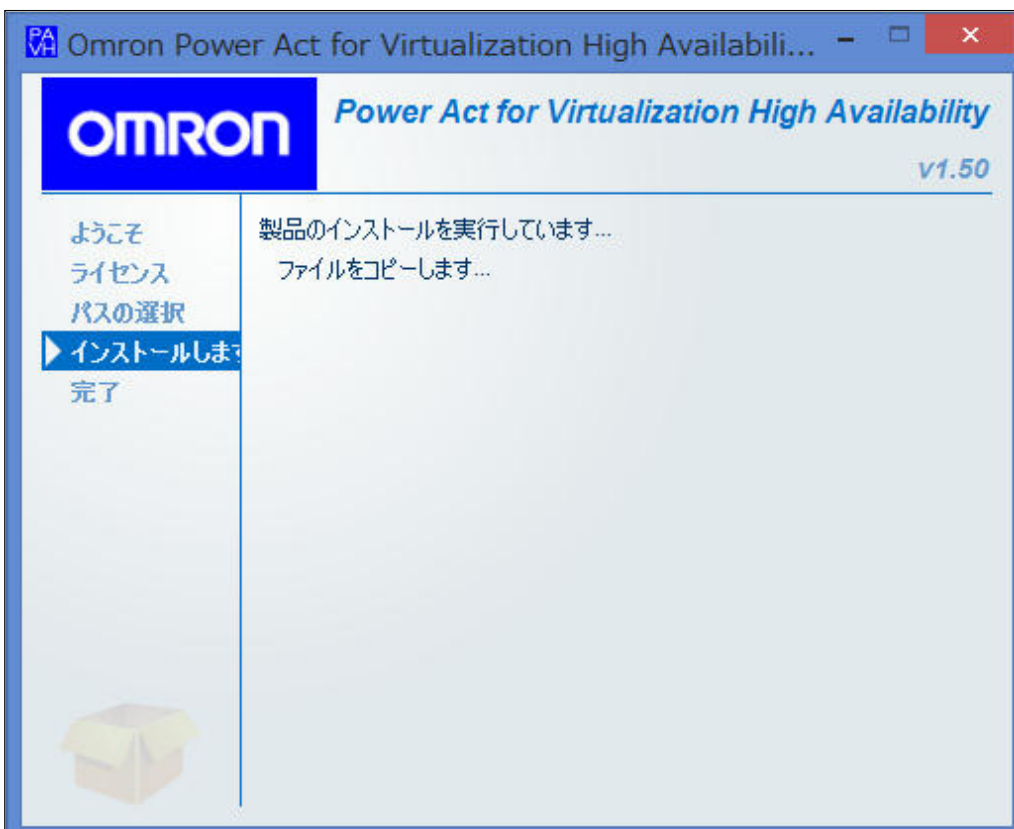 PA
VH
Omron Power Act for Virtualization High Availabili...
OMRON
Power Act for Virtualization High Availability
v1.50
ようこそ
ライセンス
パスの選択
インストールします
完了
製品のインストールを実行しています...
ファイルをコピーします...